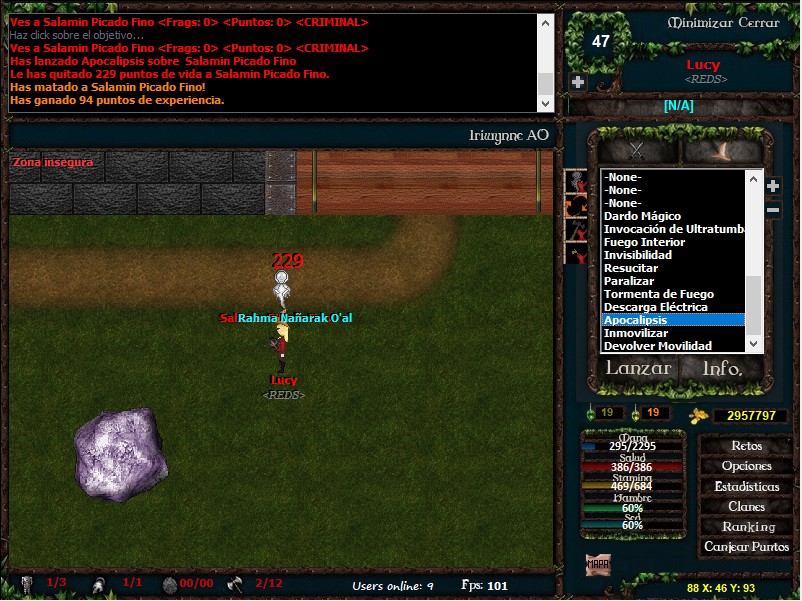 Ves a Salamin Picado Fino <Frags: 0> <Puntos: 0> <CRIMINAL>
Haz click sobre el objetivo...
Ves a Salamin Picado Fino <Frags: 0> <Puntos: 0> <CRIMINAL>
Has lanzado Apocalipsis sobre Salamin Picado Fino
Le has quitado 229 puntos de vida a Salamin Picado Fino.
Has matado a Salamin Picado Fino!
Has ganado 94 puntos de experiencia.
47
Minimizar Cerrar
Lucy
<REDS>
[N/A]
Iriwynne AO
Zona insegura
229
Rahma Nañarak O'al
Lucy
<REDS>
-None-
-None-
-None-
Dardo Mágico
Invocación de Ultratumba
Fuego Interior
Invisibilidad
Resucitar
Paralizar
Tormenta de Fuego
Descarga Eléctrica
Apocalipsis
Inmovilizar
Devolver Movilidad
Lanzar Info.
19 19 2957797
Mana
295/2295
Salud
386/386
Stamina
469/684
Hambre
60%
Sed
60%
Retos
Opciones
Estadisticas
Clanes
Ranking
Canjear Puntos
MAPA
1/3 1/1 00/00 2/12 Users online: 9 Fps: 101
88 X: 46 Y: 93